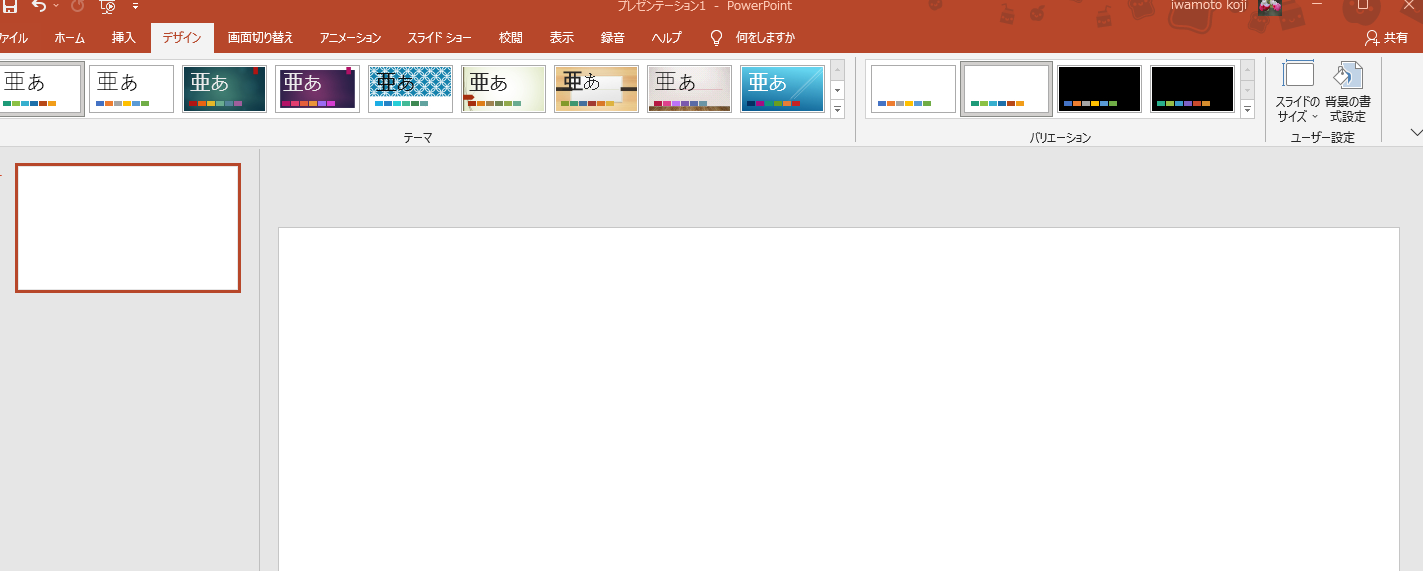 プレゼンテーション1 - PowerPoint
iwamoto koji
ファイル ホーム 挿入 デザイン 画面切り替え アニメーション スライド ショー 校閲 表示 録音 ヘルプ 何をしますか 共有
亜あ 亜あ 亜あ 亜あ 亜あ 亜あ 亜あ 亜あ 亜あ
スライドの サイズ
背景の書 式設定
テーマ バリエーション ユーザー設定